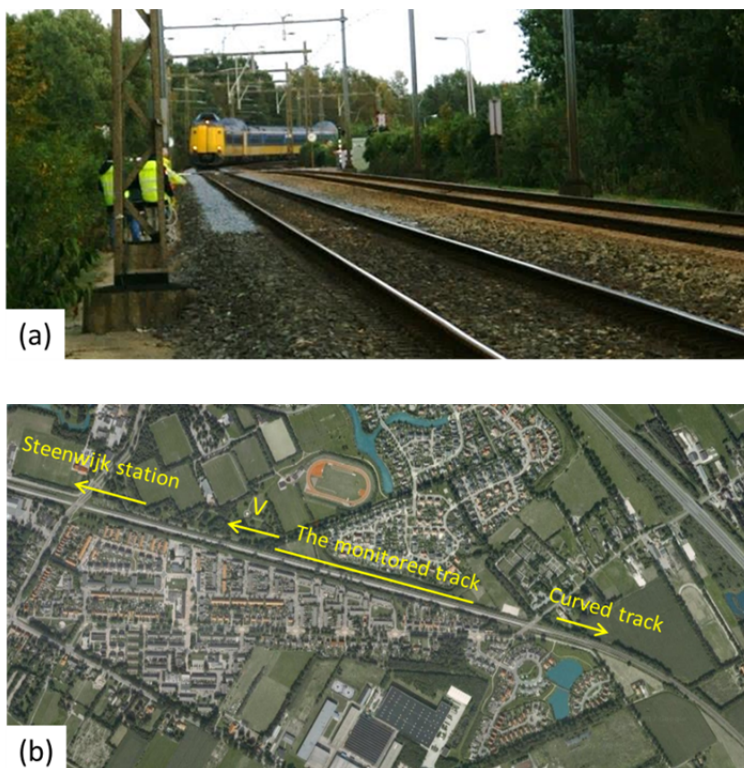 (a)
Steenwijk station
V
The monitored track
Curved track
(b)